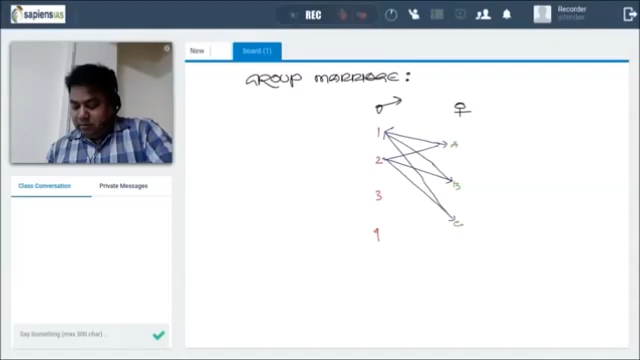 sapiensIAS
REC
Recorder
attender
New
board (1)
GROUP MARRIAGE:
1
A
2
B
3
C
4
Class Conversation
Private Messages
Say Something (max 300 char) ..